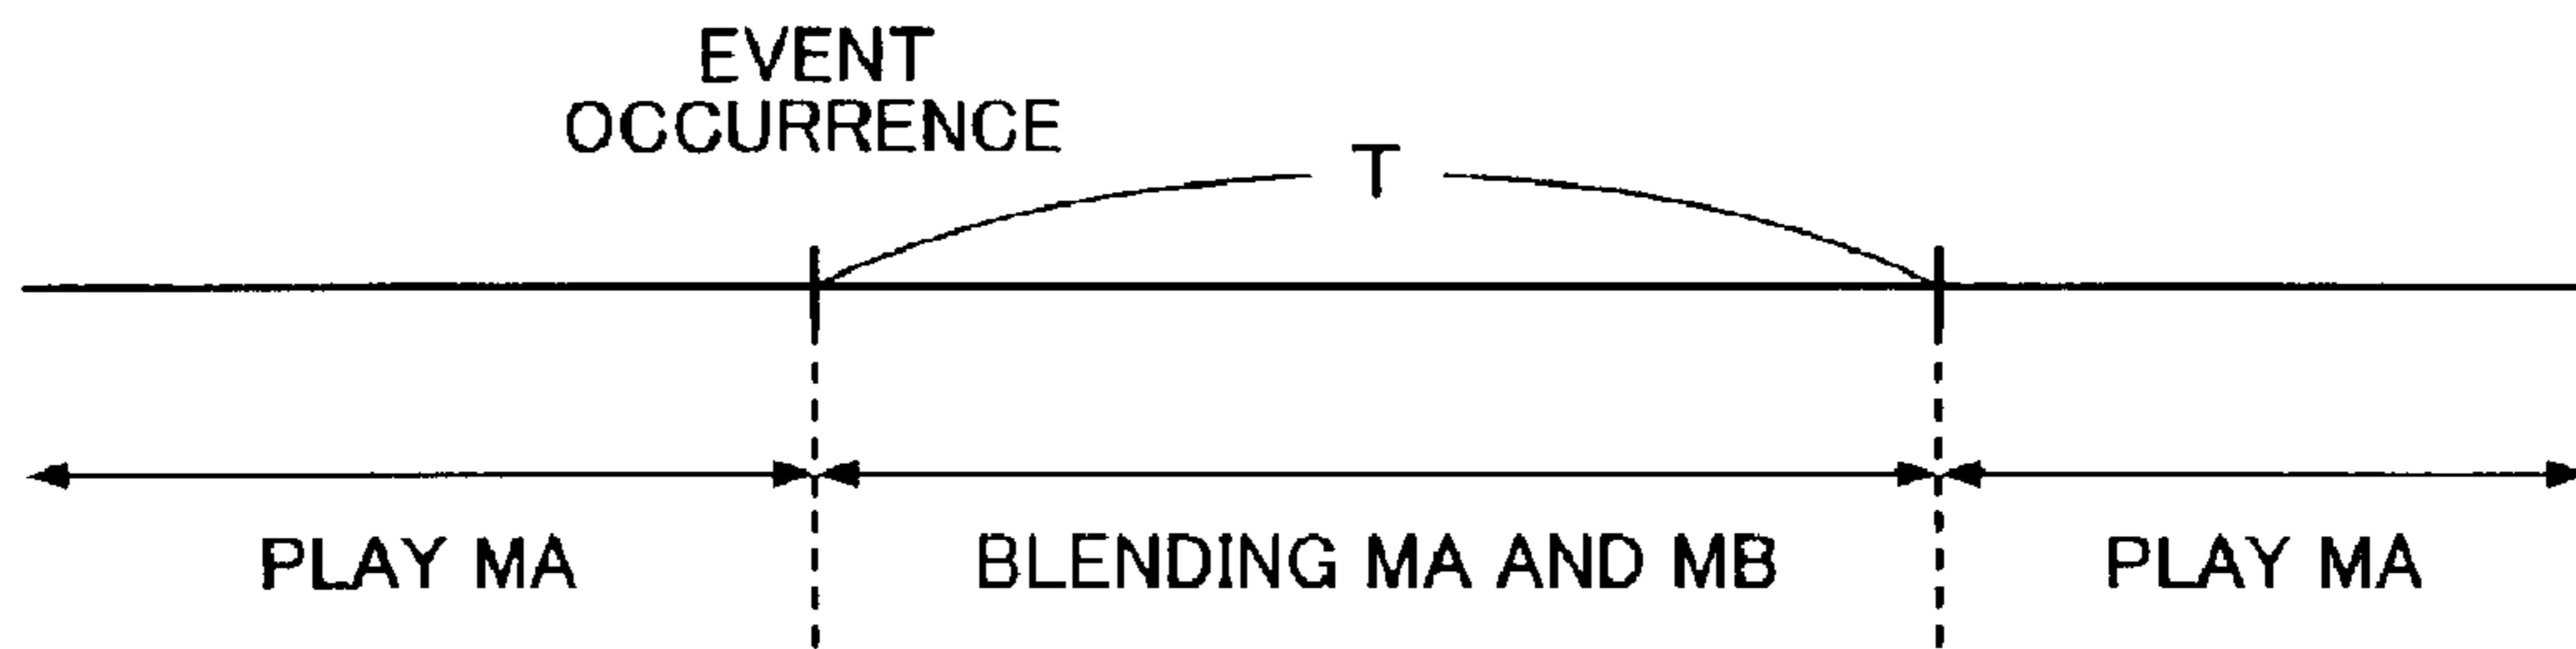 EVENT
OCCURRENCE
T
PLAY MA
BLENDING MA AND MB
PLAY MA